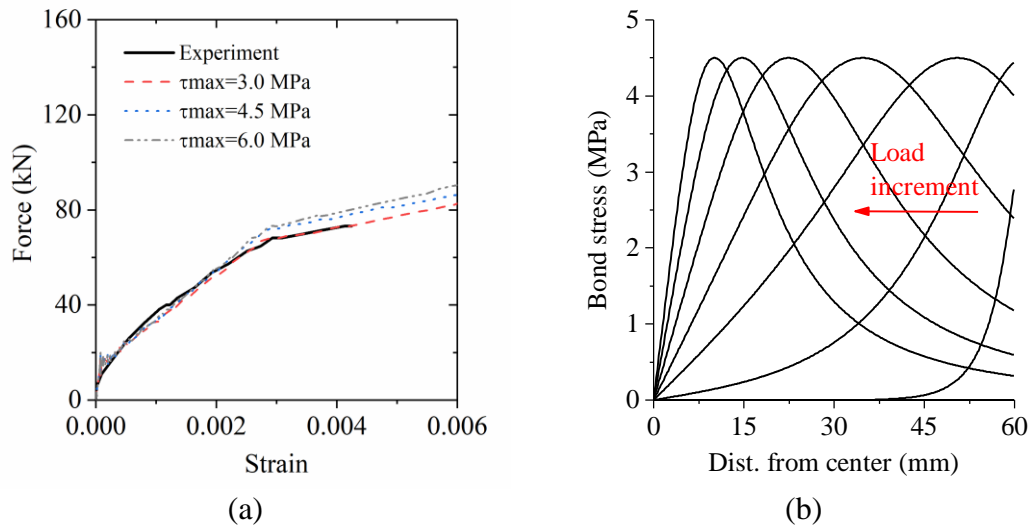 160
120
80
40
0
Force (kN)
Experiment
τmax=3.0 MPa
τmax=4.5 MPa
τmax=6.0 MPa
0.000
0.002
0.004
0.006
Strain
(a)
5
4
3
2
1
0
Bond stress (MPa)
Load
increment
0
15
30
45
60
Dist. from center (mm)
(b)